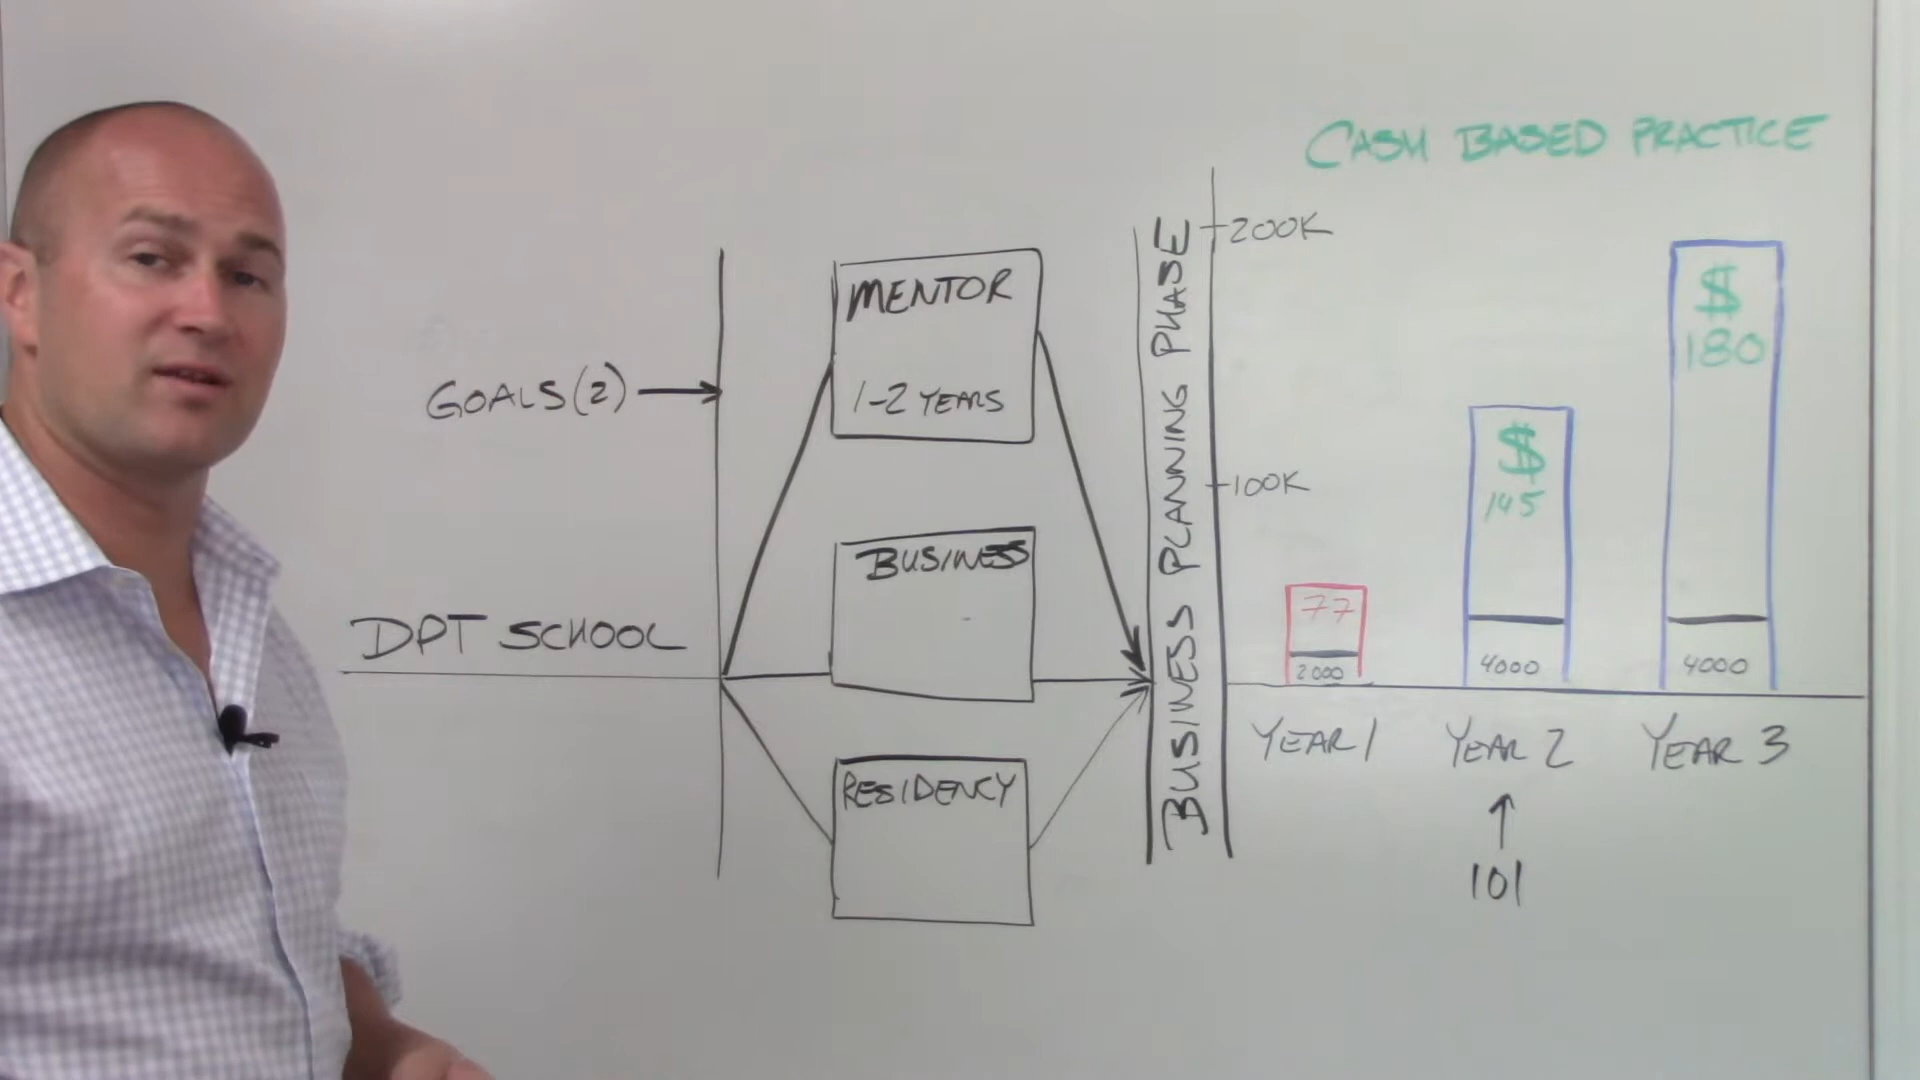 CASH BASED PRACTICE
200K
MENTOR
$
180
1-2 YEARS
GOALS (2)
$
145
100K
BUSINESS PLANNING PHASE
BUSINESS
77
DPT SCHOOL
2000
4000
4000
YEAR 1
YEAR 2
YEAR 3
RESIDENCY
101